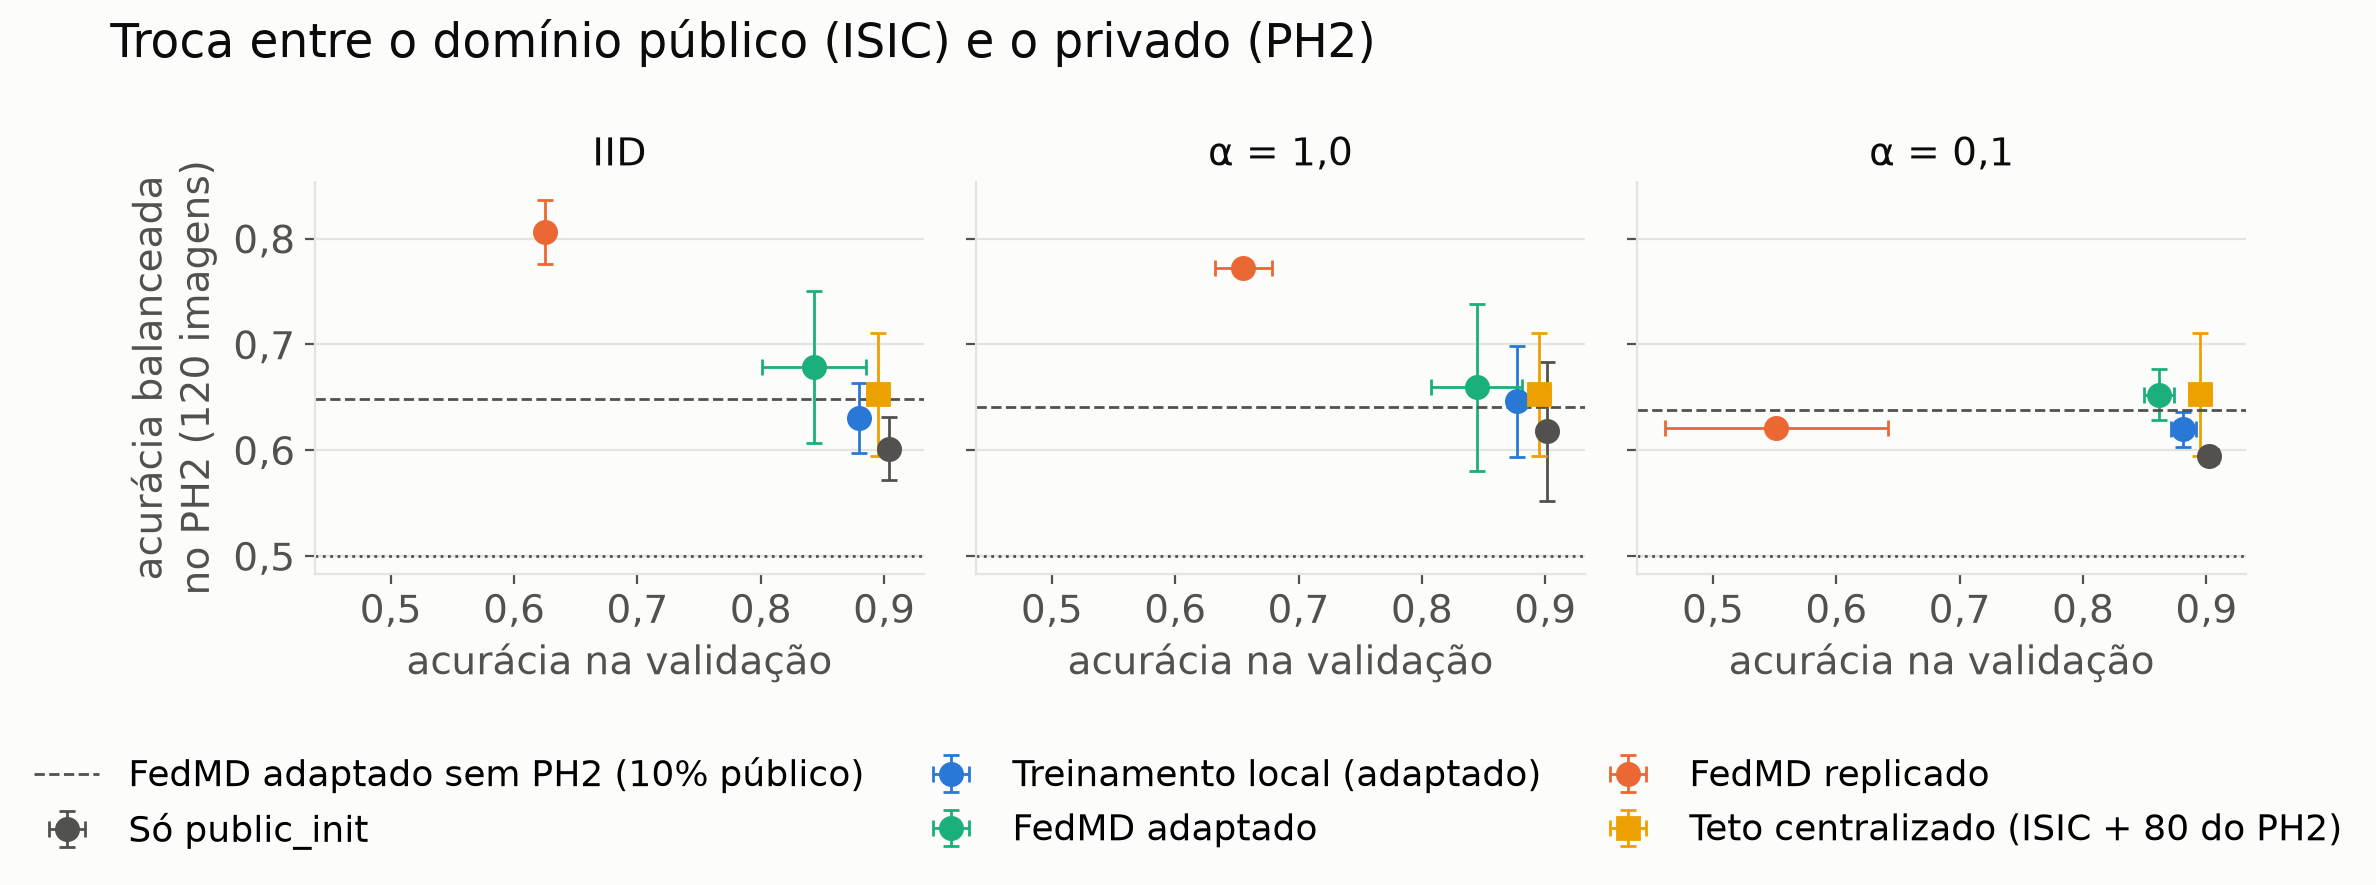 Troca entre o domínio público (ISIC) e o privado (PH2)
IID
α = 1,0
α = 0,1
acurácia balanceada
no PH2 (120 imagens)
0,8
0,7
0,6
0,5
0,5 0,6 0,7 0,8 0,9
0,5 0,6 0,7 0,8 0,9
0,5 0,6 0,7 0,8 0,9
acurácia na validação
acurácia na validação
acurácia na validação
FedMD adaptado sem PH2 (10% público)
Só public_init
Treinamento local (adaptado)
FedMD adaptado
FedMD replicado
Teto centralizado (ISIC + 80 do PH2)